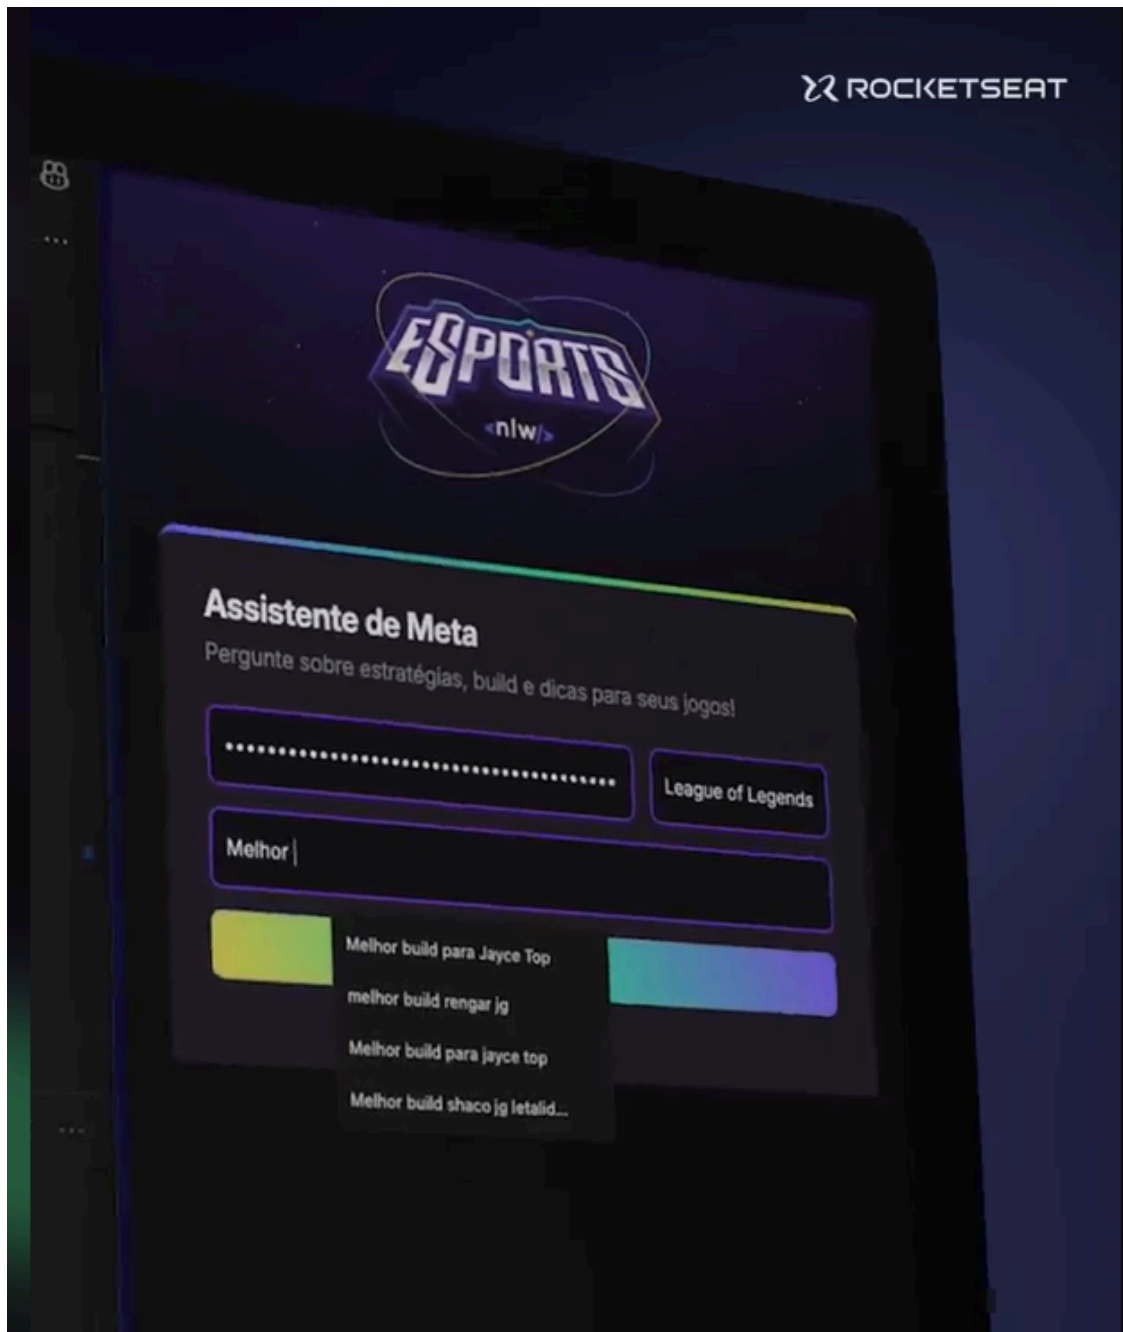 ROCKETSEAT
ESPORTS
<nlw/>
Assistente de Meta
Pergunte sobre estratégias, build e dicas para seus jogos!
••••••••••••••••••••••••••••••••••••••• League of Legends
Melhor
Melhor build para Jayce Top
melhor build rengar jg
Melhor build para jayce top
Melhor build shaco jg letalid...